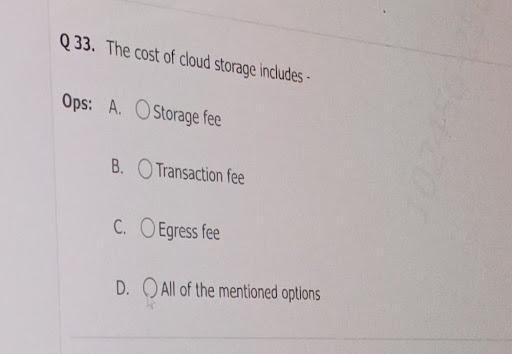 Q 33. The cost of cloud storage includes -
Ops: A. Storage fee
B. Transaction fee
C. Egress fee
D. All of the mentioned options